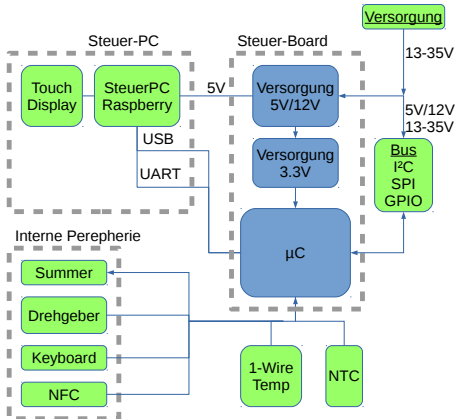 Versorgung
Steuer-PC
Steuer-Board
13-35V
Touch
Display
SteuerPC
Raspberry
5V
Versorgung
5V/12V
5V/12V
13-35V
USB
UART
Versorgung
3.3V
Bus
I²C
SPI
GPIO
µC
Interne Perepherie
Summer
Drehgeber
Keyboard
NFC
1-Wire
Temp
NTC